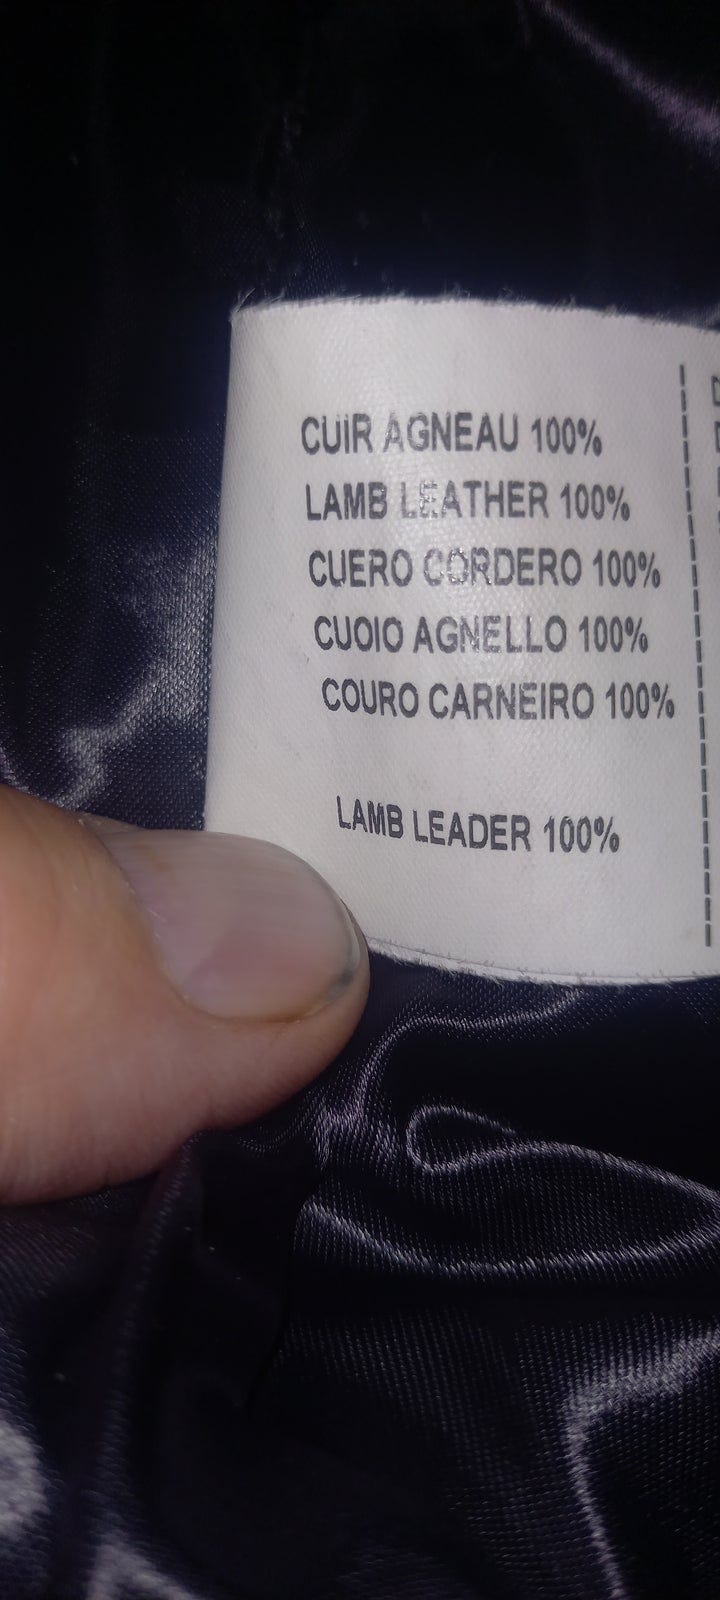 CUIR AGNEAU 100%
LAMB LEATHER 100%
CUERO CORDERO 100%
CUOIO AGNELLO 100%
COURO CARNEIRO 100%
LAMB LEADER 100%